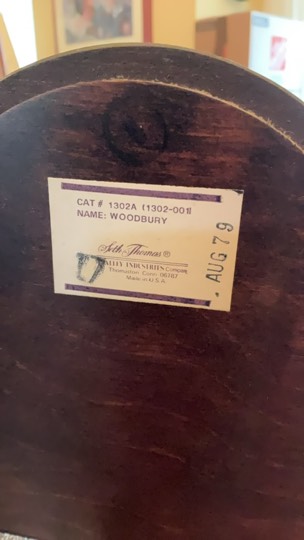 CAT # 1302A [1302-001]
NAME: WOODBURY
Seth Thomas ®
Thomaston, Conn. 06787
Made in U.S.A.
AUG 79